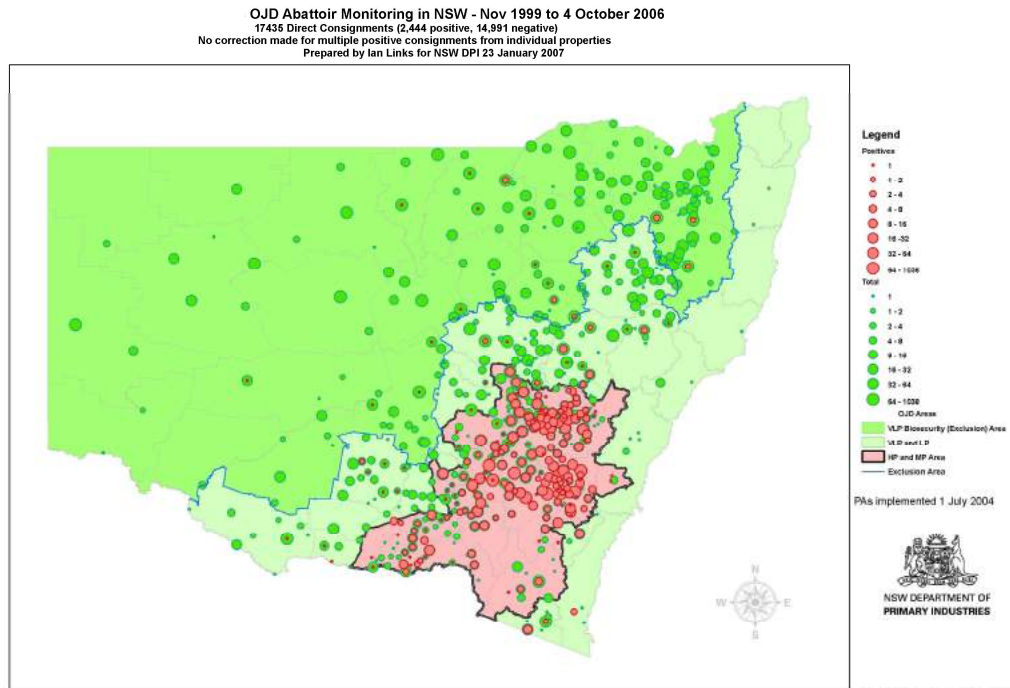 OJD Abattoir Monitoring in NSW - Nov 1999 to 4 October 2006
17435 Direct Consignments (2,444 positive, 14,991 negative)
No correction made for multiple positive consignments from individual properties
Prepared by Ian Links for NSW DPI 23 January 2007
Legend
Positives
1
1 - 2
2 - 4
4 - 8
8 - 16
16 -32
32 - 64
64 - 1038
Total
1
1 - 2
2 - 4
4 - 8
8 - 16
16 - 32
32 - 64
64 - 1038
OJD Areas
VLP Biosecurity (Exclusion) Area
VLP and LP
HP and MP Area
Exclusion Area
PAs implemented 1 July 2004
N
W
E
S
NSW DEPARTMENT OF
PRIMARY INDUSTRIES